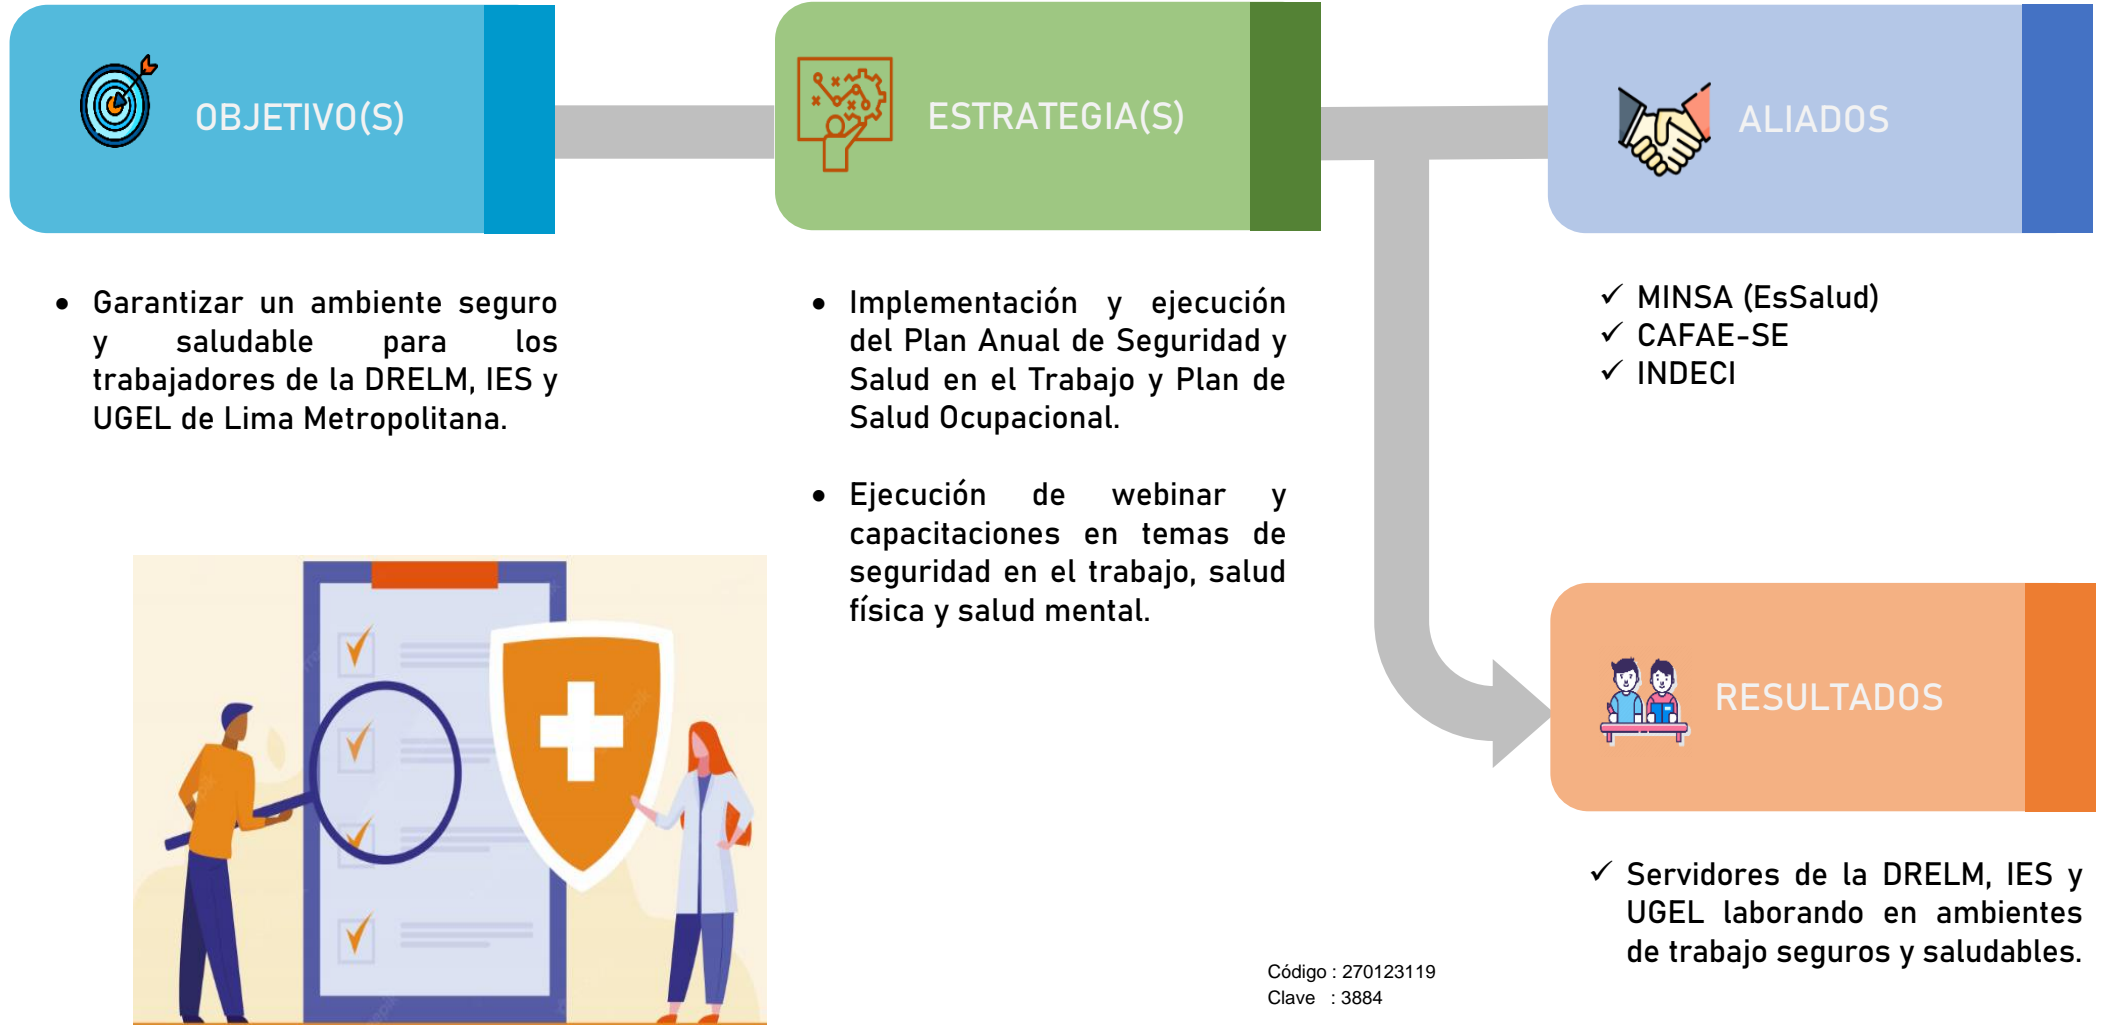 OBJETIVO(S)
Garantizar un ambiente seguro
y saludable para los
trabajadores de la DRELM, IES y
UGEL de Lima Metropolitana.
ESTRATEGIA(S)
Implementación y ejecución
del Plan Anual de Seguridad y
Salud en el Trabajo y Plan de
Salud Ocupacional.
Ejecución de webinar y
capacitaciones en temas de
seguridad en el trabajo, salud
física y salud mental.
ALIADOS
MINSA (EsSalud)
CAFAE-SE
INDECI
RESULTADOS
Servidores de la DRELM, IES y
UGEL laborando en ambientes
de trabajo seguros y saludables.
Código : 270123119
Clave : 3884